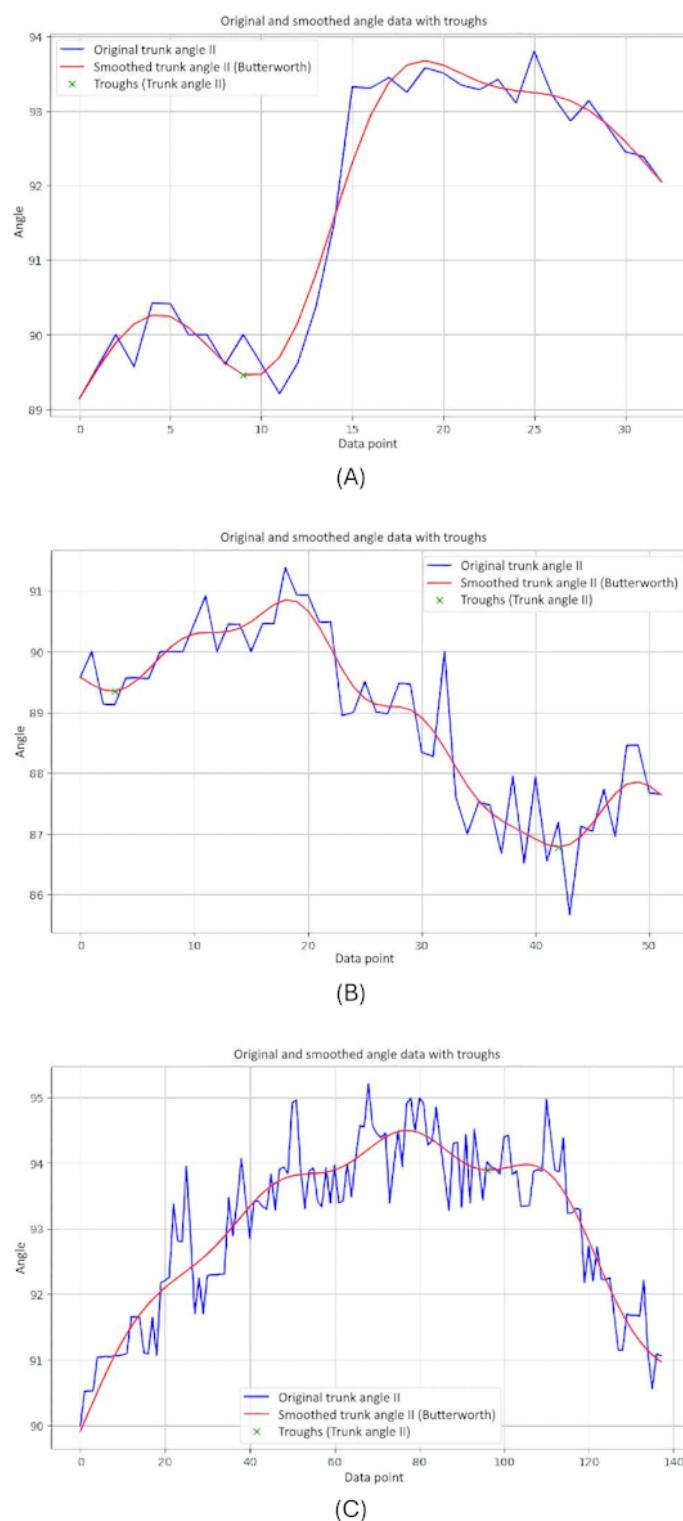 Original and smoothed angle data with troughs
94
93
92
91
90
89
Angle
Original trunk angle II
Smoothed trunk angle II (Butterworth)
Troughs (Trunk angle II)
0 5 10 15 20 25 30
Data point
(A)
Original and smoothed angle data with troughs
91
90
89
88
87
86
Angle
Original trunk angle II
Smoothed trunk angle II (Butterworth)
Troughs (Trunk angle II)
0 10 20 30 40 50
Data point
(B)
Original and smoothed angle data with troughs
95
94
93
92
91
90
Angle
Original trunk angle II
Smoothed trunk angle II (Butterworth)
Troughs (Trunk angle II)
0 20 40 60 80 100 120 140
Data point
(C)